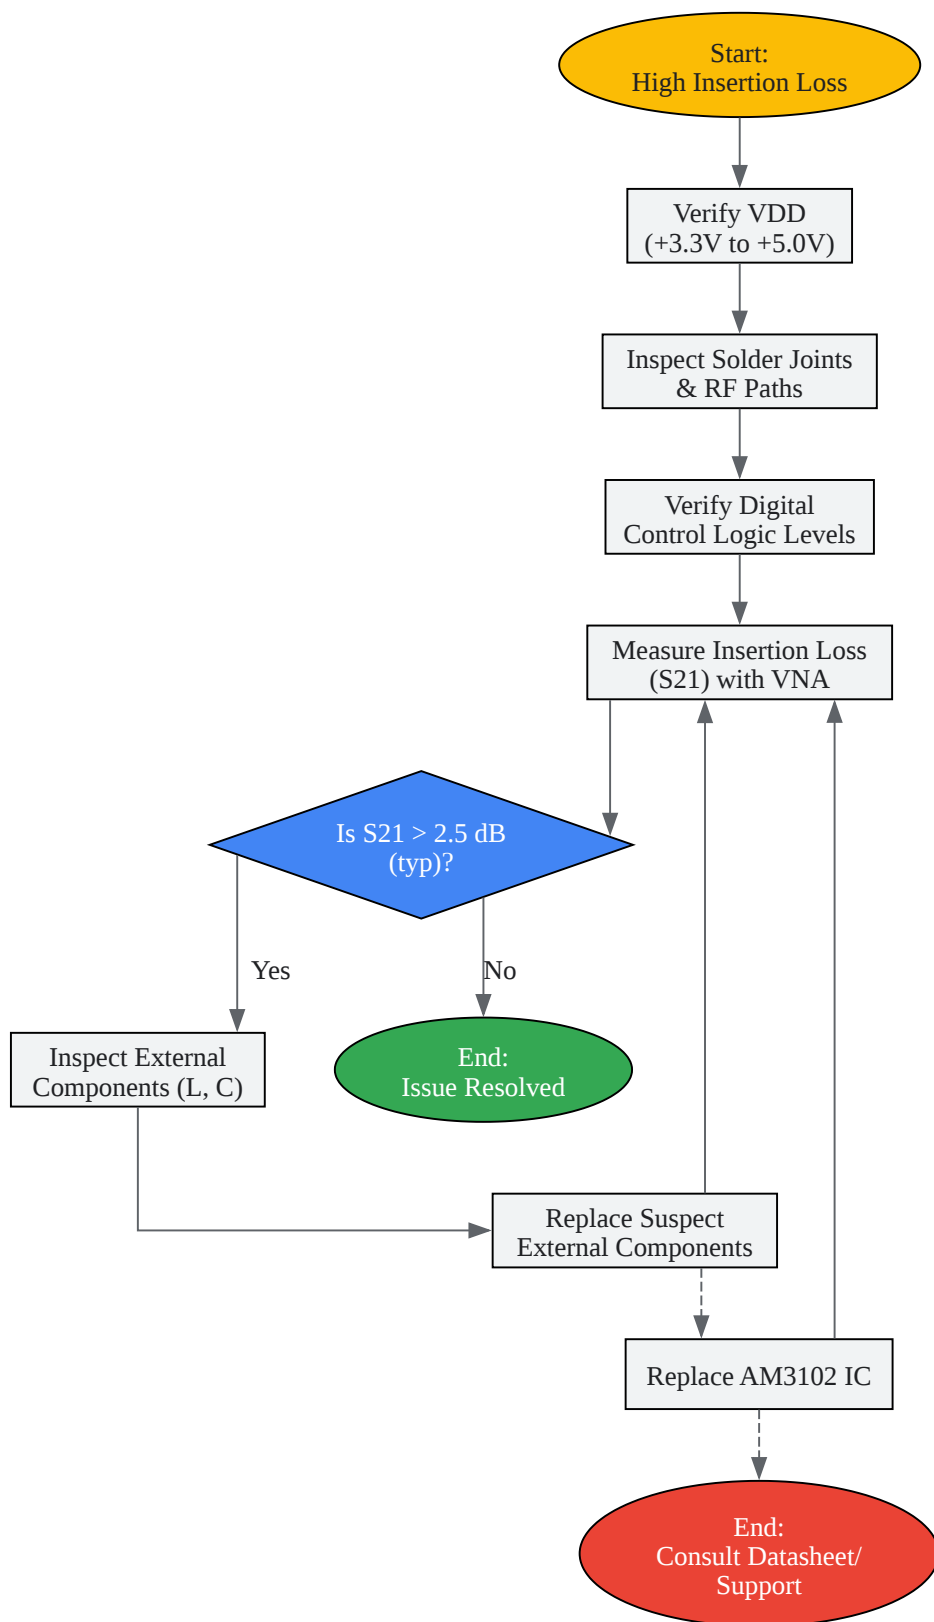 Start:
High Insertion Loss
Verify VDD
(+3.3V to +5.0V)
Inspect Solder Joints
& RF Paths
Verify Digital
Control Logic Levels
Measure Insertion Loss
(S21) with VNA
Is S21 > 2.5 dB
(typ)?
Yes
No
Inspect External
Components (L, C)
End:
Issue Resolved
Replace Suspect
External Components
Replace AM3102 IC
End:
Consult Datasheet/
Support